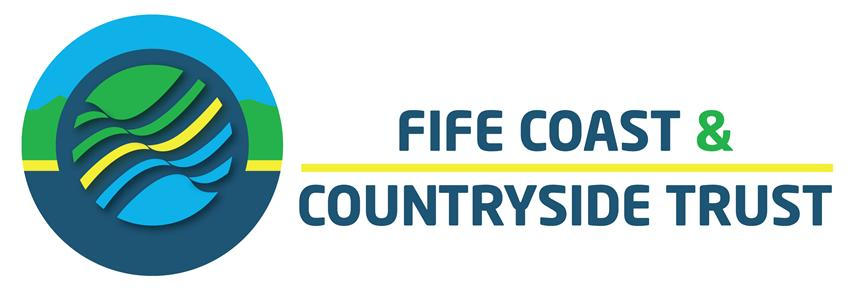 FIFE COAST &
COUNTRYSIDE TRUST